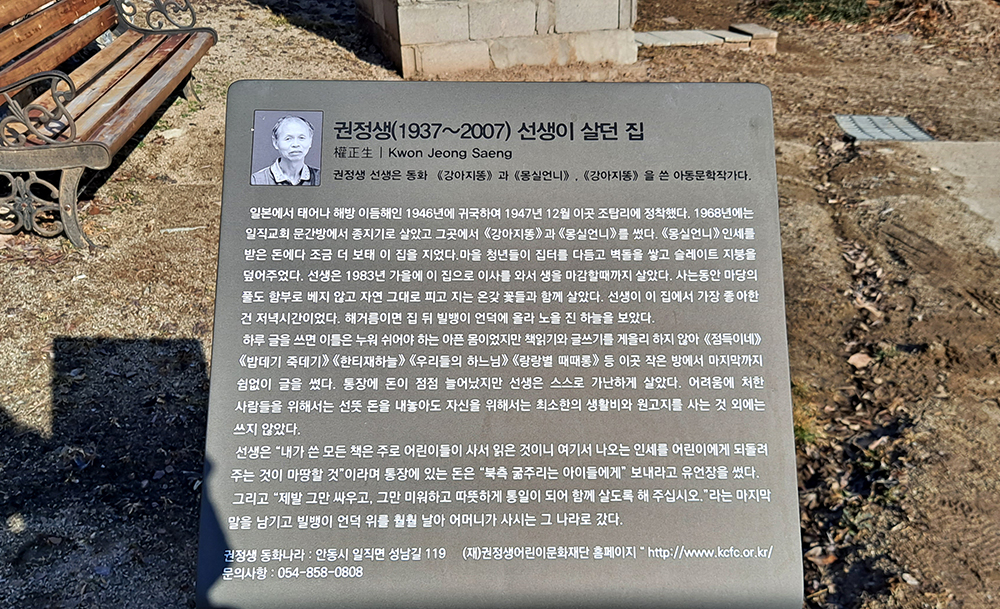 권정생(1937~2007) 선생이 살던 집
權正生 | Kwon Jeong Saeng
권정생 선생은 동화 《강아지똥》과 《몽실언니》, 《강아지똥》을 쓴 아동문학작가다.
일본에서 태어나 해방 이듬해인 1946년에 귀국하여 1947년 12월 이곳 조탑리에 정착했다. 1968년에는
일직교회 문간방에서 종지기로 살았고 그곳에서 《강아지똥》과 《몽실언니》를 썼다. 《몽실언니》 인세를
받은 돈에다 조금 더 보태 이 집을 지었다.마을 청년들이 집터를 다듬고 벽돌을 쌓고 슬레이트 지붕을
덮어주었다. 선생은 1983년 가을에 이 집으로 이사를 와서 생을 마감할때까지 살았다. 사는동안 마당의
풀도 함부로 베지 않고 자연 그대로 피고 지는 온갖 꽃들과 함께 살았다. 선생이 이 집에서 가장 좋아한
건 저녁시간이었다. 해거름이면 집 뒤 빌뱅이 언덕에 올라 노을 진 하늘을 보았다.
하루 글을 쓰면 이틀은 누워 쉬어야 하는 아픈 몸이었지만 책읽기와 글쓰기를 게을리 하지 않아 《점득이네》
《밥데기 죽데기》 《한티재하늘》 《우리들의 하느님》 《랑랑별 때때롱》 등 이곳 작은 방에서 마지막까지
쉼없이 글을 썼다. 통장에 돈이 점점 늘어났지만 선생은 스스로 가난하게 살았다. 어려움에 처한
사람들을 위해서는 선뜻 돈을 내놓아도 자신을 위해서는 최소한의 생활비와 원고지를 사는 것 외에는
쓰지 않았다.
선생은 "내가 쓴 모든 책은 주로 어린이들이 사서 읽은 것이니 여기서 나오는 인세를 어린이에게 되돌려
주는 것이 마땅할 것"이라며 통장에 있는 돈은 "북측 굶주리는 아이들에게" 보내라고 유언장을 썼다.
그리고 "제발 그만 싸우고, 그만 미워하고 따뜻하게 통일이 되어 함께 살도록 해 주십시오."라는 마지막
말을 남기고 빌뱅이 언덕 위를 훨훨 날아 어머니가 사시는 그 나라로 갔다.
권정생 동화나라 : 안동시 일직면 성남길 119 (재)권정생어린이문화재단 홈페이지 " http://www.kcfc.or.kr/
문의사항 : 054-858-0808